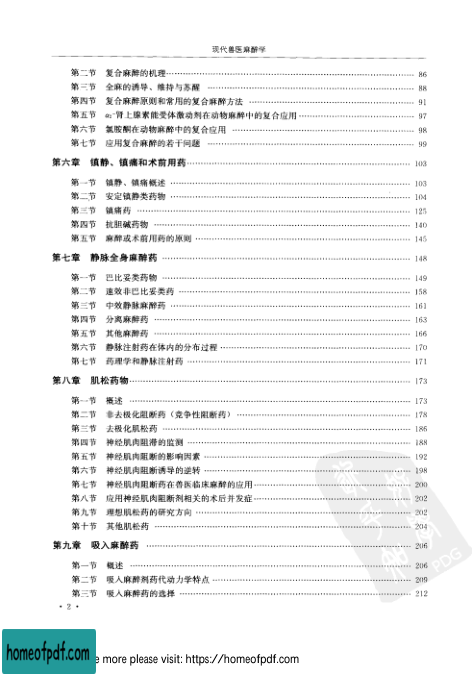 现代兽医麻醉学
第二节 复合麻醉的机理 …… 86
第三节 全麻的诱导、维持与苏醒 …… 88
第四节 复合麻醉原则和常用的复合麻醉方法 …… 91
第五节 α₂-肾上腺素能受体激动剂在动物麻醉中的复合应用 …… 97
第六节 氯胺酮在动物麻醉中的复合应用 …… 98
第七节 应用复合麻醉的若干问题 …… 99
第六章 镇静、镇痛和术前用药 …… 103
第一节 镇静、镇痛概述 …… 103
第二节 安定镇静类药物 …… 104
第三节 镇痛药 …… 125
第四节 抗胆碱药物 …… 140
第五节 麻醉或术前用药的原则 …… 145
第七章 静脉全身麻醉药 …… 148
第一节 巴比妥类药物 …… 149
第二节 速效非巴比妥类药 …… 158
第三节 中效静脉麻醉药 …… 161
第四节 分离麻醉药 …… 163
第五节 其他麻醉药 …… 166
第六节 静脉注射药在体内的分布过程 …… 170
第七节 药理学和静脉注射药 …… 171
第八章 肌松药物 …… 173
第一节 概述 …… 173
第二节 非去极化阻断药（竞争性阻断药） …… 178
第三节 去极化肌松药 …… 186
第四节 神经肌肉阻滞的监测 …… 188
第五节 神经肌肉阻断的影响因素 …… 192
第六节 神经肌肉阻断诱导的逆转 …… 198
第七节 神经肌肉阻断药在兽医临床麻醉的应用 …… 200
第八节 应用神经肌肉阻断剂相关的术后并发症 …… 202
第九节 理想肌松药的研究方向 …… 202
第十节 其他肌松药 …… 204
第九章 吸入麻醉药 …… 206
第一节 概述 …… 206
第二节 吸入麻醉剂药代动力学特点 …… 209
第三节 吸入麻醉药的选择 …… 212
• 2 •
PDG
homeofpdf.com
e more please visit: https://homeofpdf.com